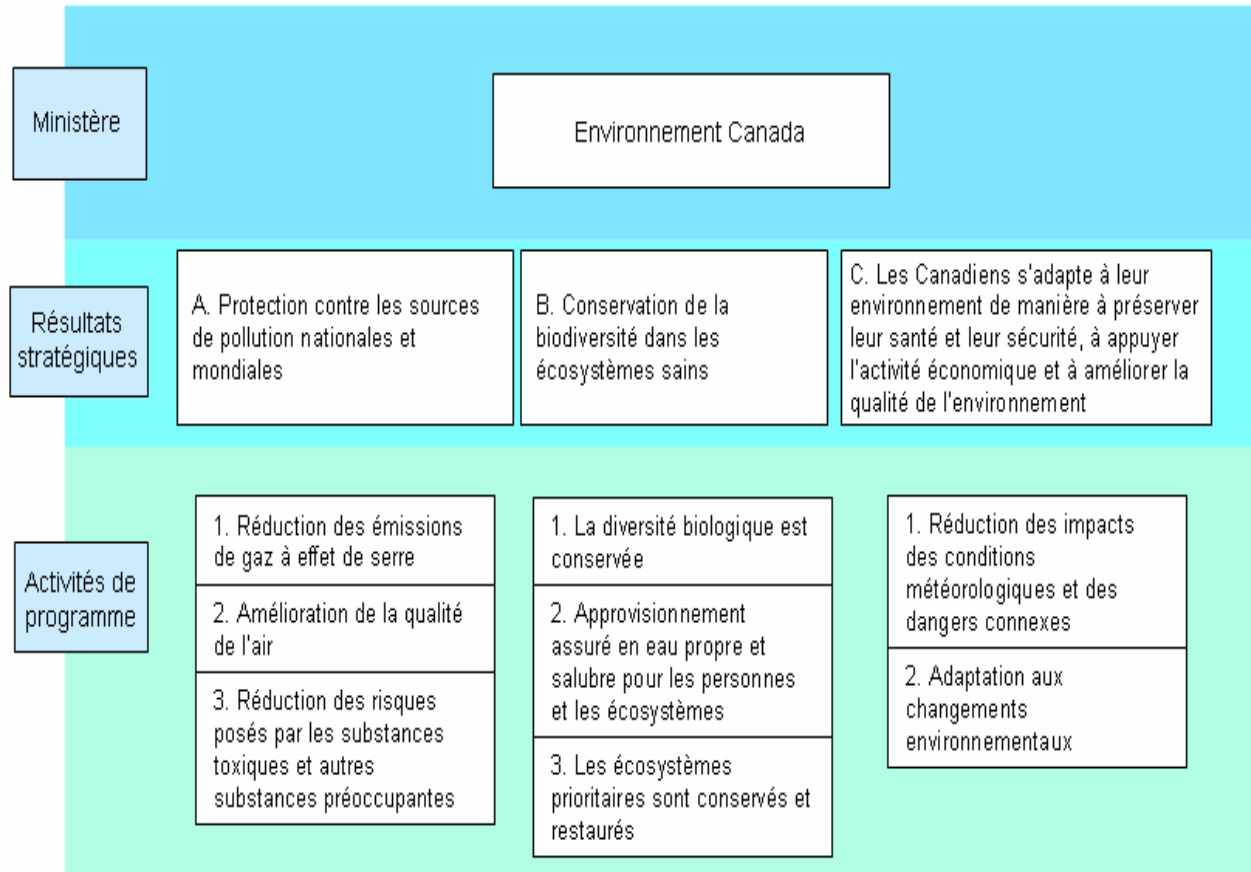 Ministère
Environnement Canada
Résultats
stratégiques
A. Protection contre les sources
de pollution nationales et
mondiales
B. Conservation de la
biodiversité dans les
écosystèmes sains
C. Les Canadiens s'adapte à leur
environnement de manière à préserver
leur santé et leur sécurité, à appuyer
l'activité économique et à améliorer la
qualité de l'environnement
Activités de
programme
1. Réduction des émissions
de gaz à effet de serre
2. Amélioration de la qualité
de l'air
3. Réduction des risques
posés par les substances
toxiques et autres
substances préoccupantes
1. La diversité biologique est
conservée
2. Approvisionnement
assuré en eau propre et
salubre pour les personnes
et les écosystèmes
3. Les écosystèmes
prioritaires sont conservés et
restaurés
1. Réduction des impacts
des conditions
météorologiques et des
dangers connexes
2. Adaptation aux
changements
environnementaux